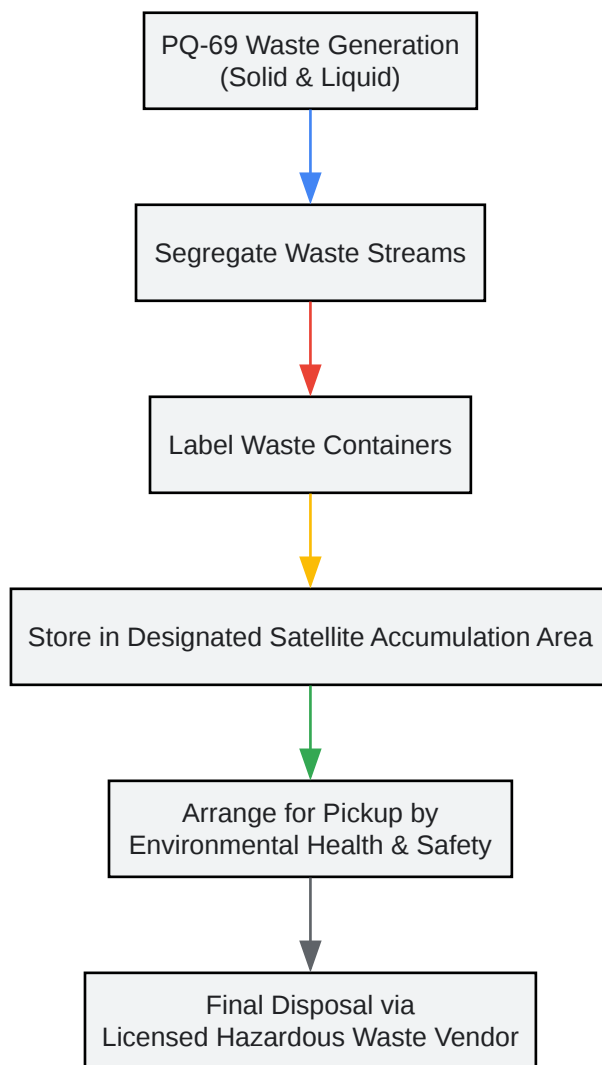 PQ-69 Waste Generation
(Solid & Liquid)
Segregate Waste Streams
Label Waste Containers
Store in Designated Satellite Accumulation Area
Arrange for Pickup by
Environmental Health & Safety
Final Disposal via
Licensed Hazardous Waste Vendor